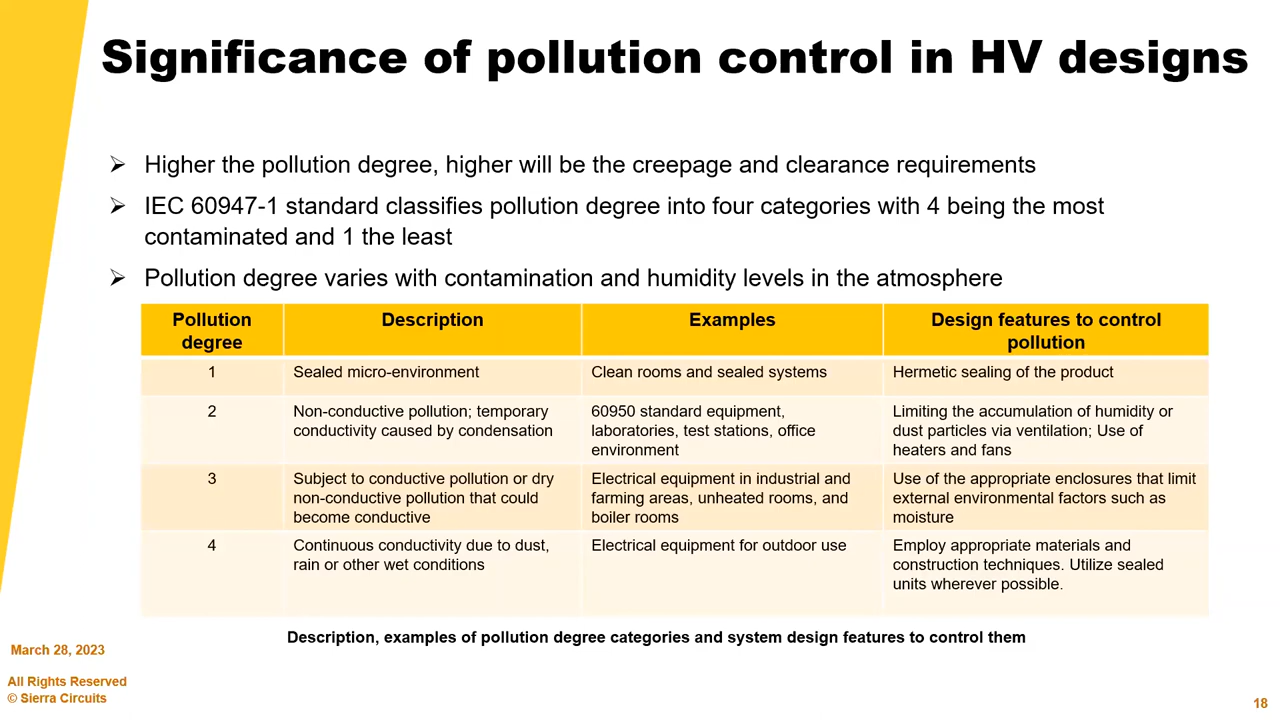 Significance of pollution control in HV designs
Higher the pollution degree, higher will be the creepage and clearance requirements
IEC 60947-1 standard classifies pollution degree into four categories with 4 being the most
contaminated and 1 the least
Pollution degree varies with contamination and humidity levels in the atmosphere
Pollution
degree
Description
Examples
Design features to control
pollution
1
Sealed micro-environment
Clean rooms and sealed systems
Hermetic sealing of the product
2
Non-conductive pollution; temporary
conductivity caused by condensation
60950 standard equipment,
laboratories, test stations, office
environment
Limiting the accumulation of humidity or
dust particles via ventilation; Use of
heaters and fans
3
Subject to conductive pollution or dry
non-conductive pollution that could
become conductive
Electrical equipment in industrial and
farming areas, unheated rooms, and
boiler rooms
Use of the appropriate enclosures that limit
external environmental factors such as
moisture
4
Continuous conductivity due to dust,
rain or other wet conditions
Electrical equipment for outdoor use
Employ appropriate materials and
construction techniques. Utilize sealed
units wherever possible.
Description, examples of pollution degree categories and system design features to control them
March 28, 2023
All Rights Reserved
© Sierra Circuits
18